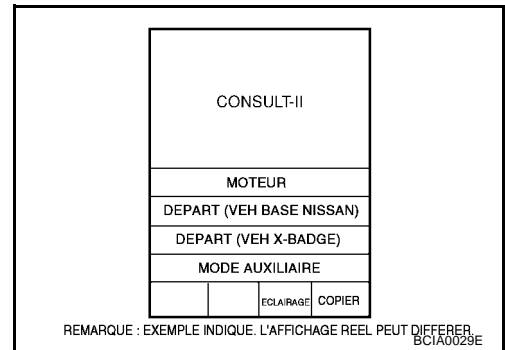 CONSULT-II
MOTEUR
DEPART (VEH BASE NISSAN)
DEPART (VEH X-BADGE)
MODE AUXILIAIRE
ECLAIRAGE COPIER
REMARQUE : EXEMPLE INDIQUE. L'AFFICHAGE REEL PEUT DIFFERER.
BCIA0029E